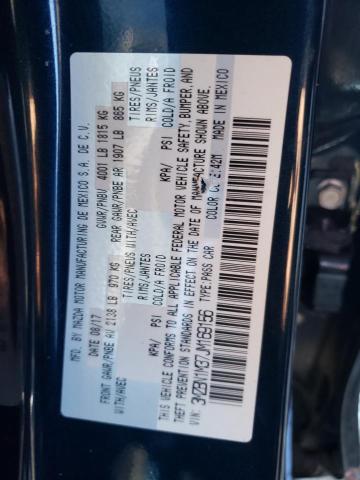 MFD. BY MAZDA MOTOR MANUFACTURING DE MEXICO S.A. DE C.V.
DATE 08/17 GVWR/PNBV 4001 LB 1815 KG
FRONT GAWR/PNBE AV 2138 LB 970 KG REAR GAWR/PNBE AR 1907 LB 865 KG
WITH/AVEC TIRES/PNEUS WITH/AVEC TIRES/PNEUS
RIMS/JANTES RIMS/JANTES
KPA/ PSI COLD/A FROID KPA/ PSI COLD/A FROID
THIS VEHICLE CONFORMS TO ALL APPLICABLE FEDERAL MOTOR VEHICLE SAFETY, BUMPER, AND
THEFT PREVENTION STANDARDS IN EFFECT ON THE DATE OF MANUFACTURE SHOWN ABOVE.
VIN: TYPE:PASS CAR COLOR 42M MADE IN MEXICO